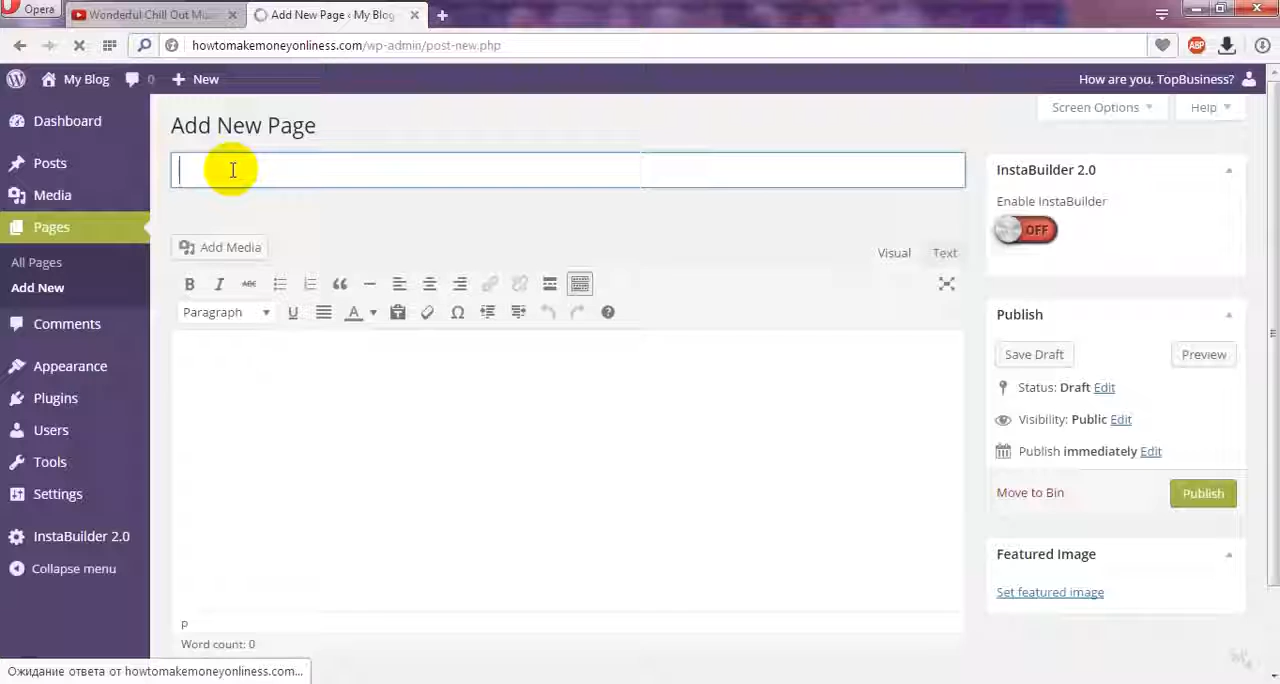 Opera
Wonderful Chill Out Mu
Add New Page ‹ My Blog
howtomakemoneyonliness.com/wp-admin/post-new.php
ABP
My Blog
0
New
How are you, TopBusiness?
Dashboard
Posts
Media
Pages
All Pages
Add New
Comments
Appearance
Plugins
Users
Tools
Settings
InstaBuilder 2.0
Collapse menu
Add New Page
Screen Options
Help
Add Media
Visual
Text
B I ABC
Paragraph
U A Ω ?
p
Word count: 0
InstaBuilder 2.0
Enable InstaBuilder
OFF
Publish
Save Draft
Preview
Status: Draft Edit
Visibility: Public Edit
Publish immediately Edit
Move to Bin
Publish
Featured Image
Set featured image
Ожидание ответа от howtomakemoneyonliness.com...